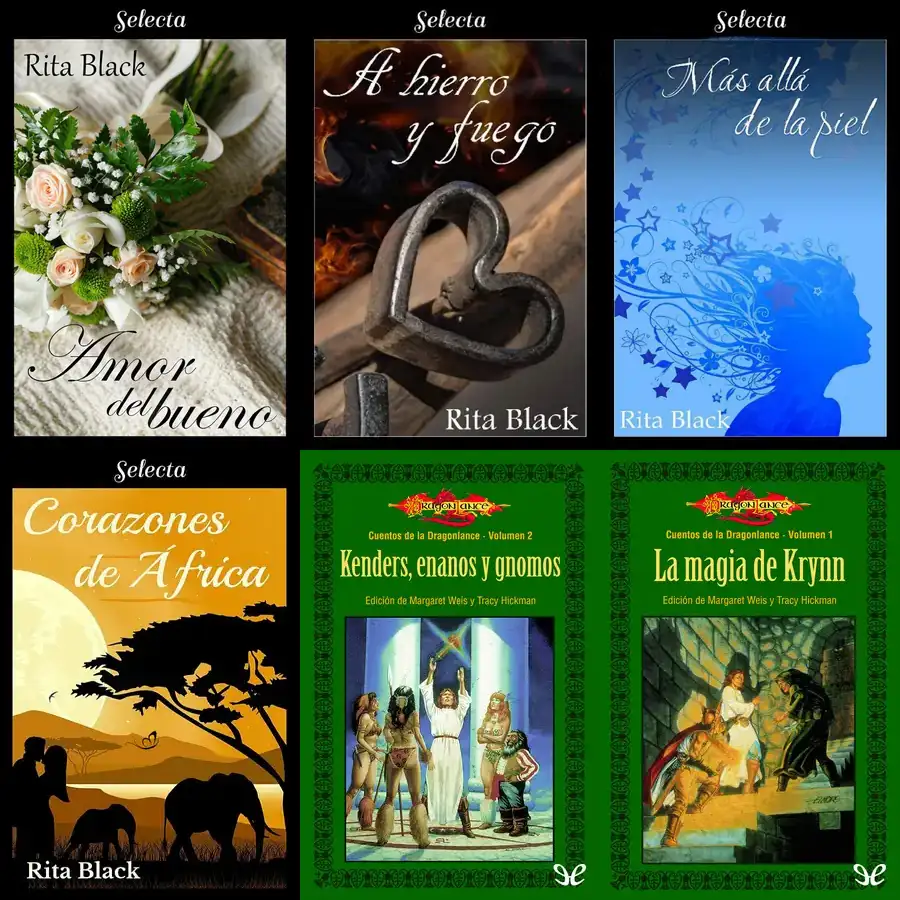 Selecta
Rita Black
Amor
del bueno
Selecta
A hierro
y fuego
Rita Black
Selecta
Más allá
de la piel
Rita Black
Selecta
Corazones
de África
Rita Black
DRAGONLANCE
Cuentos de la Dragonlance - Volumen 2
Kenders, enanos y gnomos
Edición de Margaret Weis y Tracy Hickman
DRAGONLANCE
Cuentos de la Dragonlance - Volumen 1
La magia de Krynn
Edición de Margaret Weis y Tracy Hickman